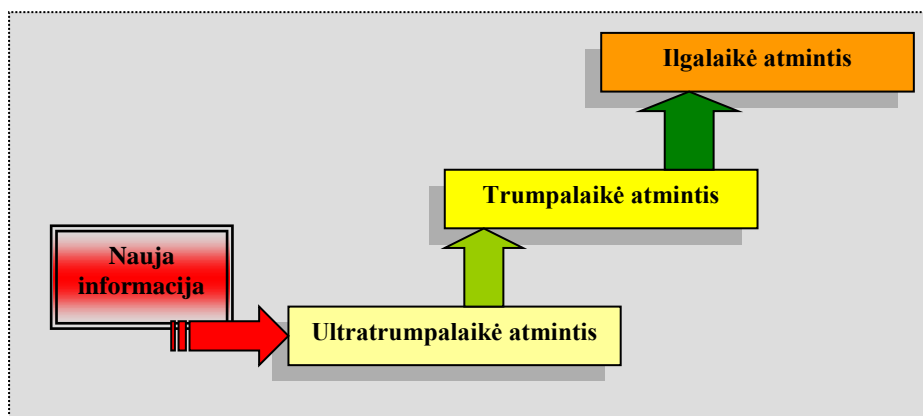 Ilgalaikė atmintis
Trumpalaikė atmintis
Nauja
informacija
Ultratrumpalaikė atmintis